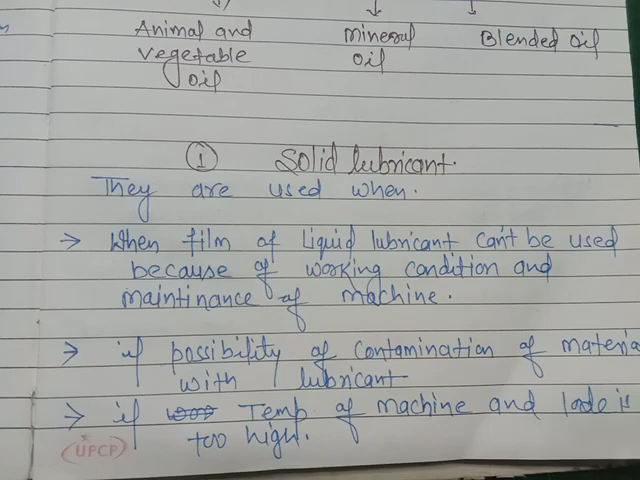 Animal and mineral Blended oil
vegetable oil
oil
① Solid lubricant.
They are used when.
→ When film of liquid lubricant can't be used
because of working condition and
maintinance of machine.
→ if possibility of contamination of materia
with lubricant
→ if Temp of machine and lode is
too high.
UPCP